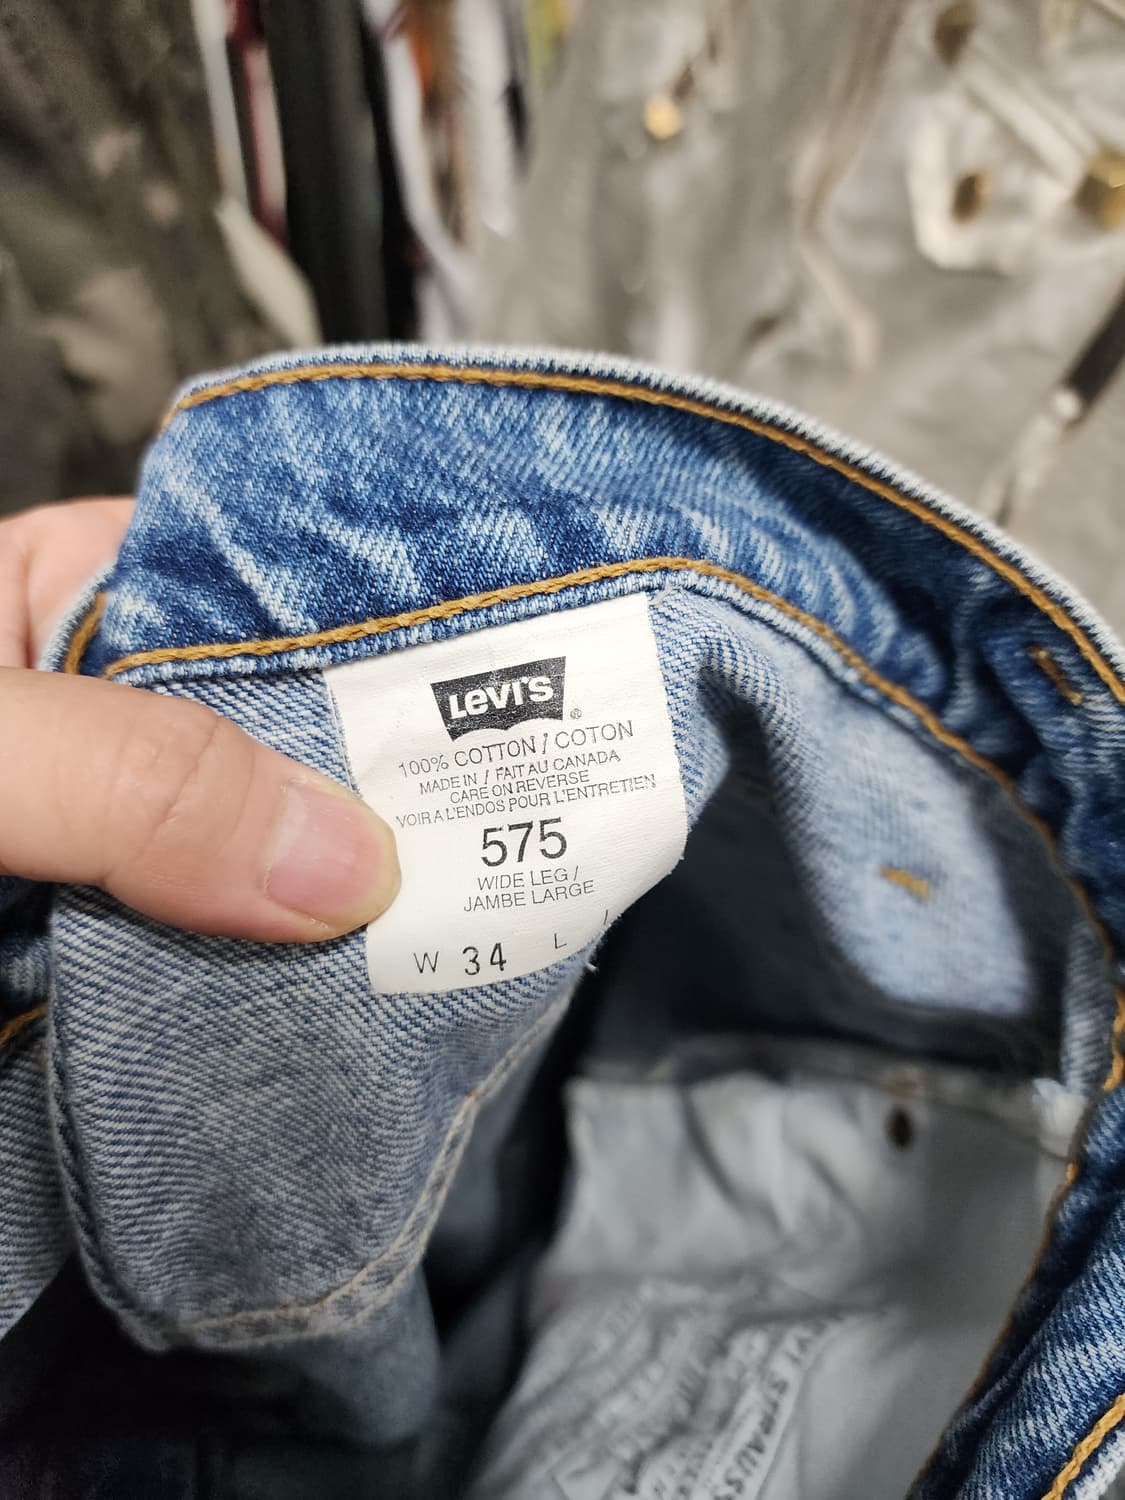 Levi's ®
100% COTTON / COTON
MADE IN / FAIT AU CANADA
CARE ON REVERSE
VOIR A L'ENDOS POUR L'ENTRETIEN
575
WIDE LEG /
JAMBE LARGE
W 34 L